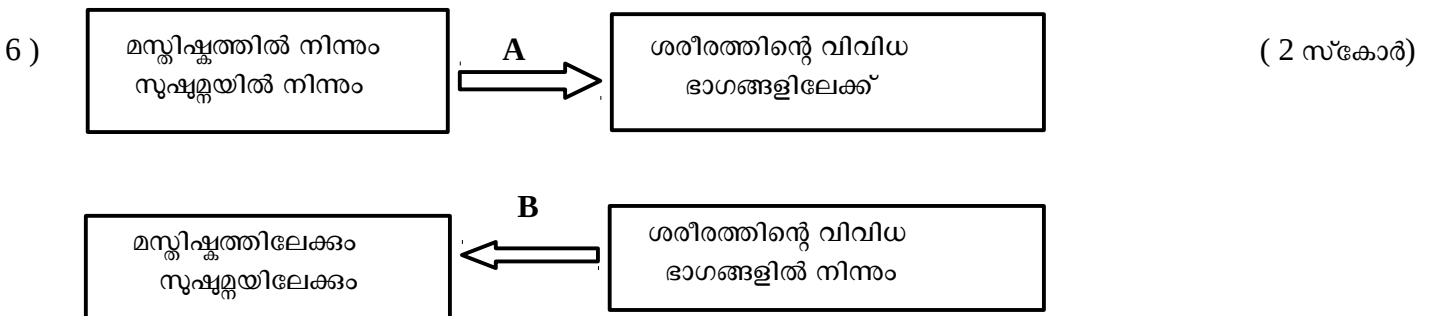 6 ) മസ്തിഷ്കത്തിൽ നിന്നും A ശരീരത്തിന്റെ വിവിധ ( 2 സ്കോർ)
സുഷുമ്നയിൽ നിന്നും ഭാഗങ്ങളിലേക്ക്
B
മസ്തിഷ്കത്തിലേക്കും ശരീരത്തിന്റെ വിവിധ
സുഷുമ്നയിലേക്കും ഭാഗങ്ങളിൽ നിന്നും